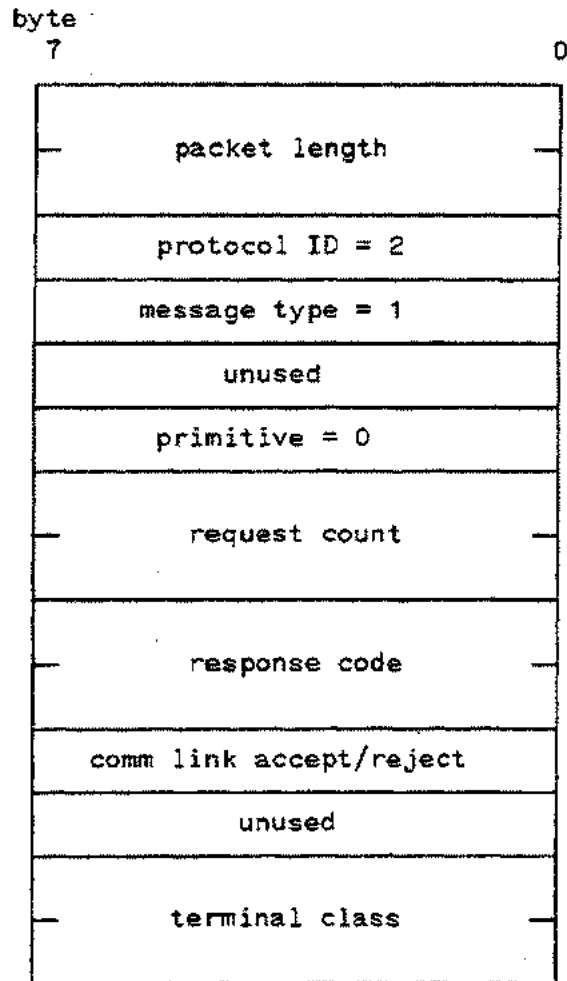 byte
7 0
packet length
protocol ID = 2
message type = 1
unused
primitive = 0
request count
response code
comm link accept/reject
unused
terminal class